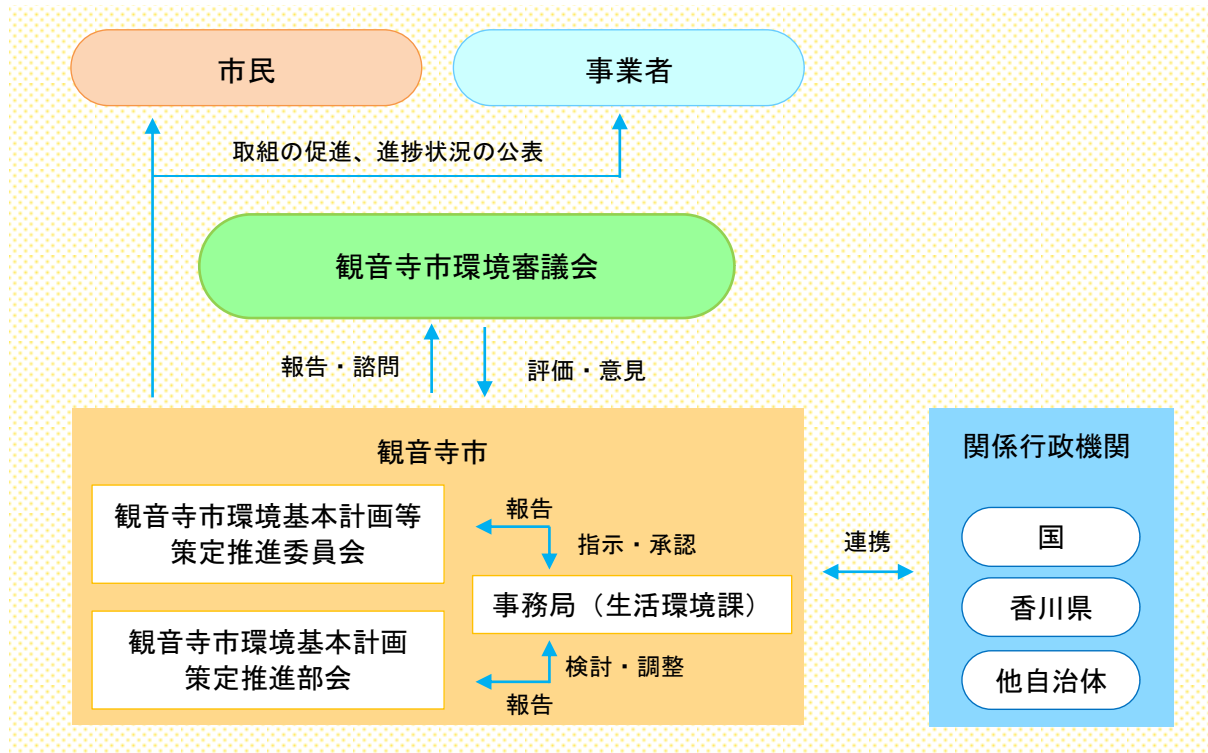 市民
事業者
取組の促進、進捗状況の公表
観音寺市環境審議会
報告・諮問
評価・意見
観音寺市
観音寺市環境基本計画等
策定推進委員会
報告
指示・承認
事務局（生活環境課）
観音寺市環境基本計画
策定推進部会
検討・調整
報告
連携
関係行政機関
国
香川県
他自治体